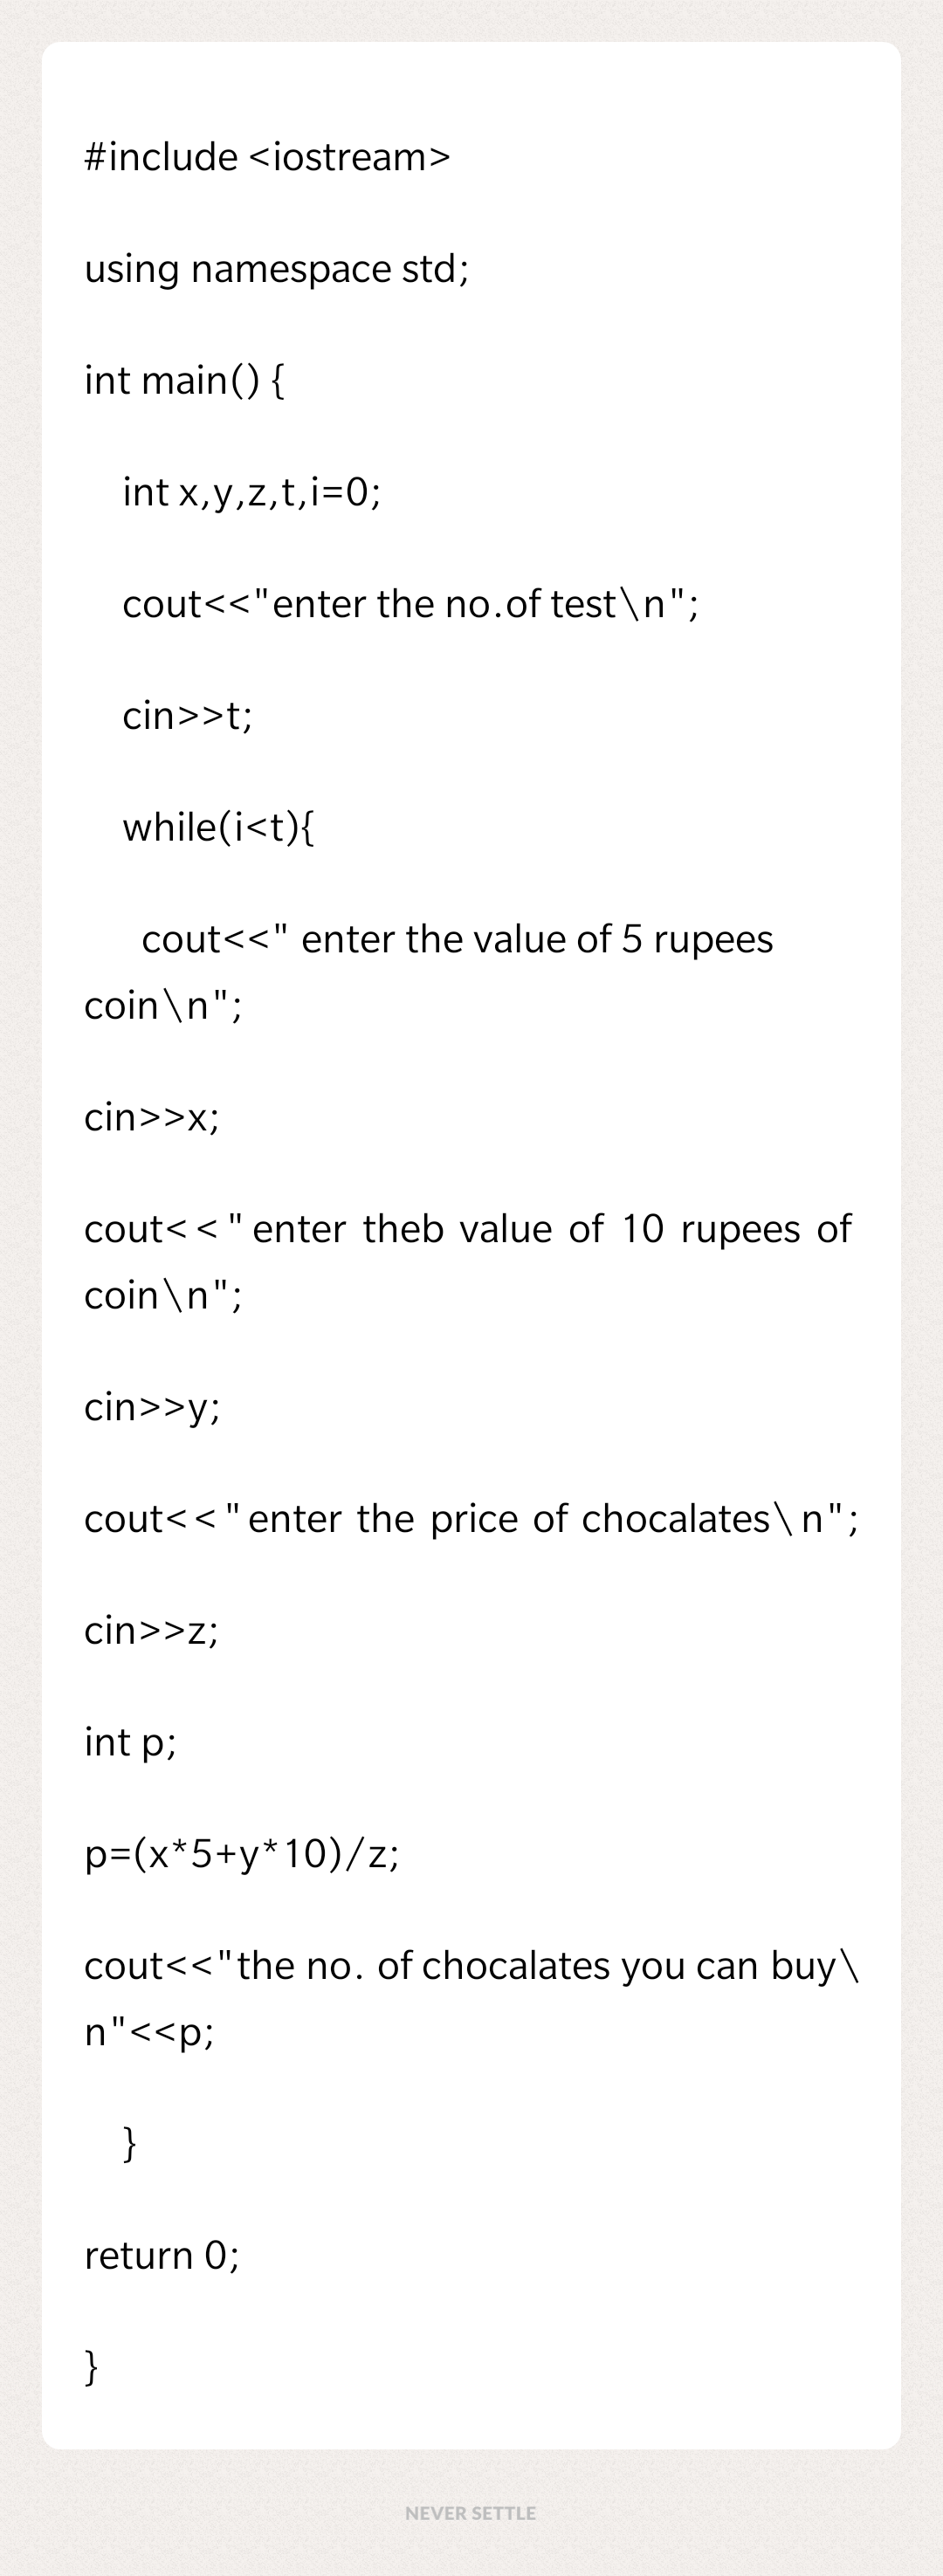 #include <iostream>
using namespace std;
int main() {
int x,y,z,t,i=0;
cout<<"enter the no.of test\n";
cin>>t;
while(i<t){
cout<<" enter the value of 5 rupees
coin\n";
cin>>x;
cout<<"enter theb value of 10 rupees of
coin\n";
cin>>y;
cout<<"enter the price of chocalates\n";
cin>>z;
int p;
p=(x*5+y*10)/z;
cout<<"the no. of chocalates you can buy\
n"<<p;
}
return 0;
}
NEVER SETTLE